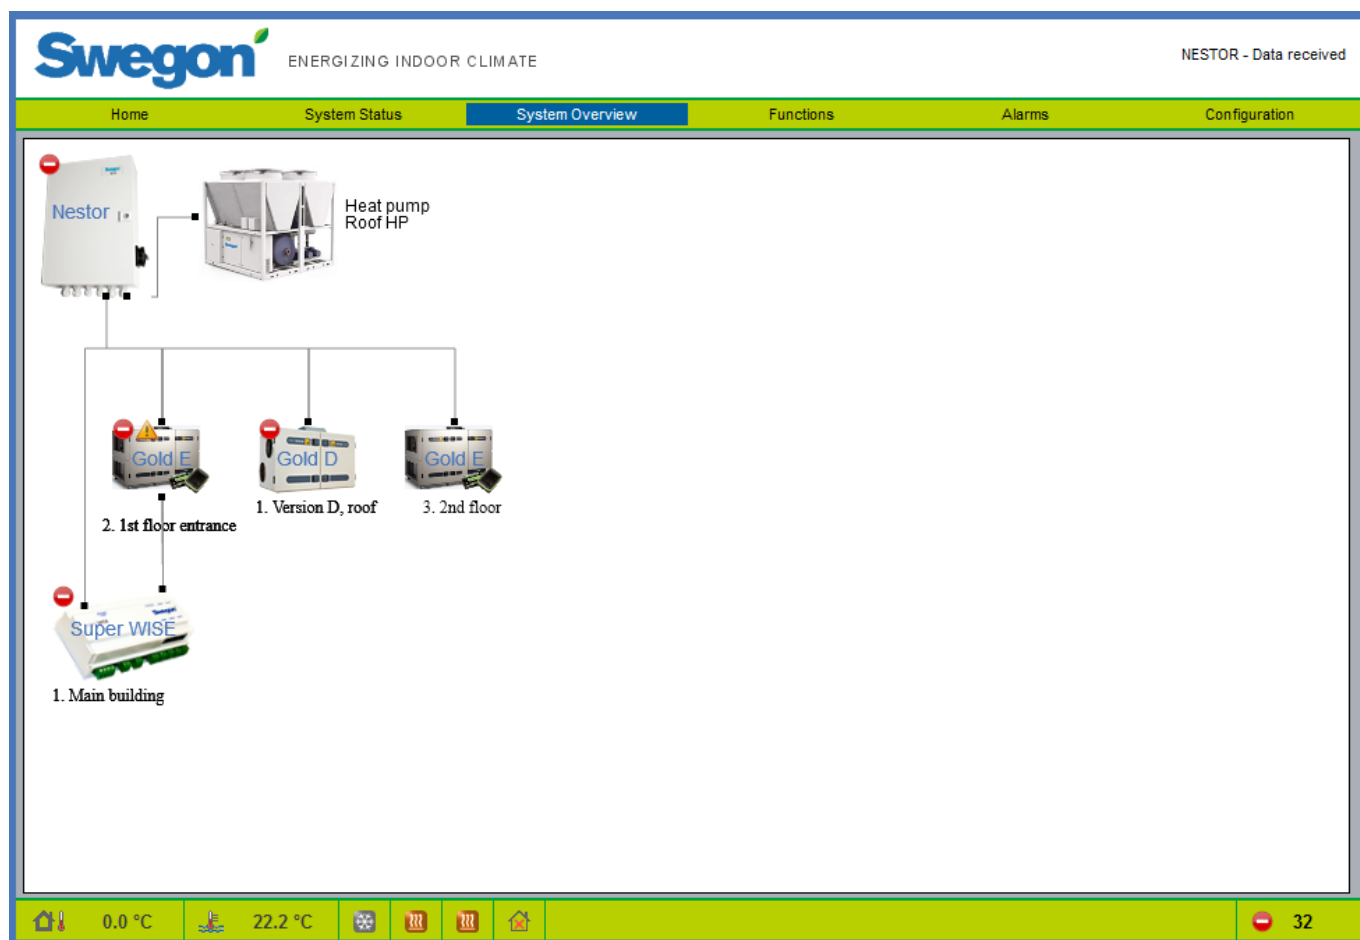 Swegon
ENERGIZING INDOOR CLIMATE
NESTOR - Data received
Home
System Status
System Overview
Functions
Alarms
Configuration
Nestor
Heat pump
Roof HP
Gold E
Gold D
Gold E
2. 1st floor entrance
1. Version D, roof
3. 2nd floor
Super WISE
1. Main building
0.0 °C
22.2 °C
32